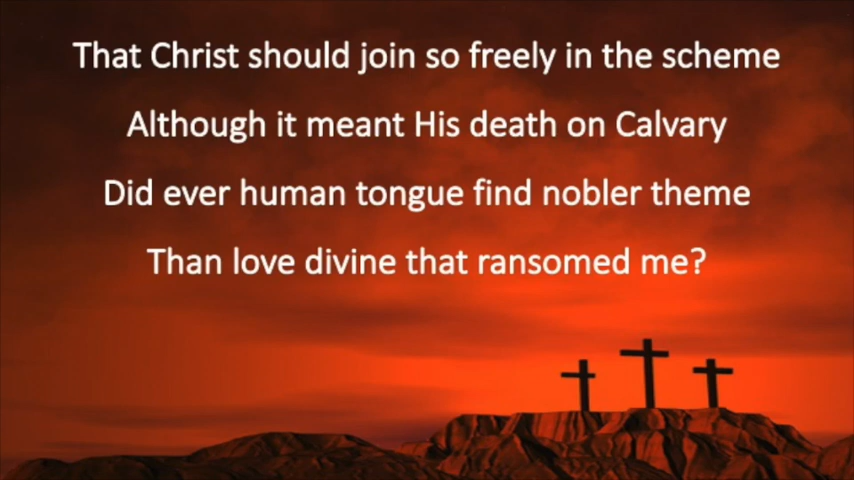 That Christ should join so freely in the scheme
Although it meant His death on Calvary
Did ever human tongue find nobler theme
Than love divine that ransomed me?